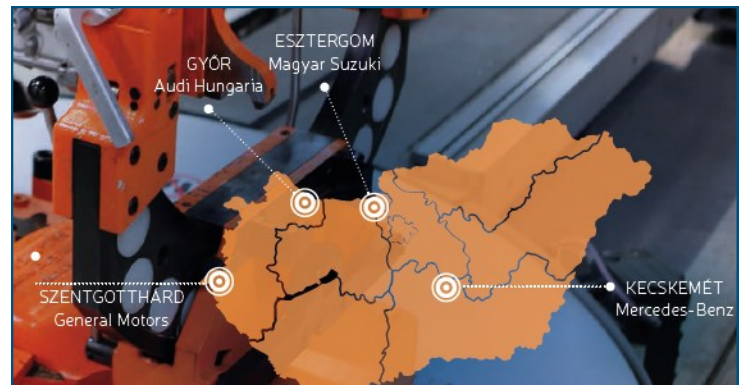 GYŐR
Audi Hungaria
ESZTERGOM
Magyar Suzuki
SZENTGOTTHÁRD
General Motors
KECSKEMÉT
Mercedes-Benz